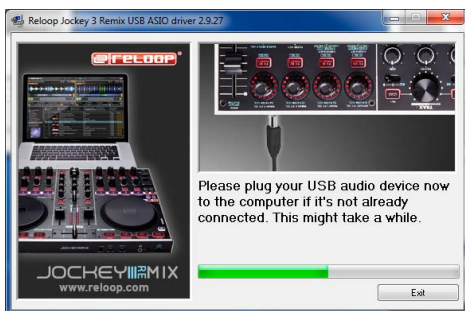 Reloop Jockey 3 Remix USB ASIO driver 2.9.27
reloop
Please plug your USB audio device now
to the computer if it's not already
connected. This might take a while.
JOCKEY III REMIX
www.reloop.com
Exit